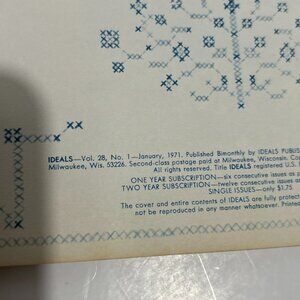 IDEALS—Vol. 28, No. 1—January, 1971. Published Bimonthly by IDEALS PUBLIS
Milwaukee, Wis. 53226. Second-class postage paid at Milwaukee, Wisconsin. Co
All rights reserved. Title IDEALS registered U.S.
ONE YEAR SUBSCRIPTION—six consecutive issues as p
TWO YEAR SUBSCRIPTION—twelve consecutive issues as
SINGLE ISSUES—only $1.75
The cover and entire contents of IDEALS are fully protect
not be reproduced in any manner whatsoever. Printed